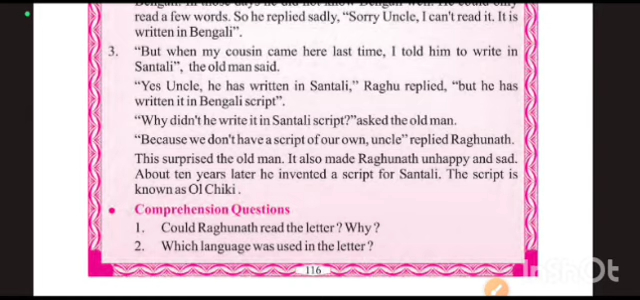 read a few words. So he replied sadly, "Sorry Uncle, I can't read it. It is
written in Bengali".
3. "But when my cousin came here last time, I told him to write in
Santali", the old man said.
"Yes Uncle, he has written in Santali," Raghu replied, "but he has
written it in Bengali script".
"Why didn't he write it in Santali script?"asked the old man.
"Because we don't have a script of our own, uncle" replied Raghunath.
This surprised the old man. It also made Raghunath unhappy and sad.
About ten years later he invented a script for Santali. The script is
known as Ol Chiki .
• Comprehension Questions
1. Could Raghunath read the letter ? Why ?
2. Which language was used in the letter ?
116